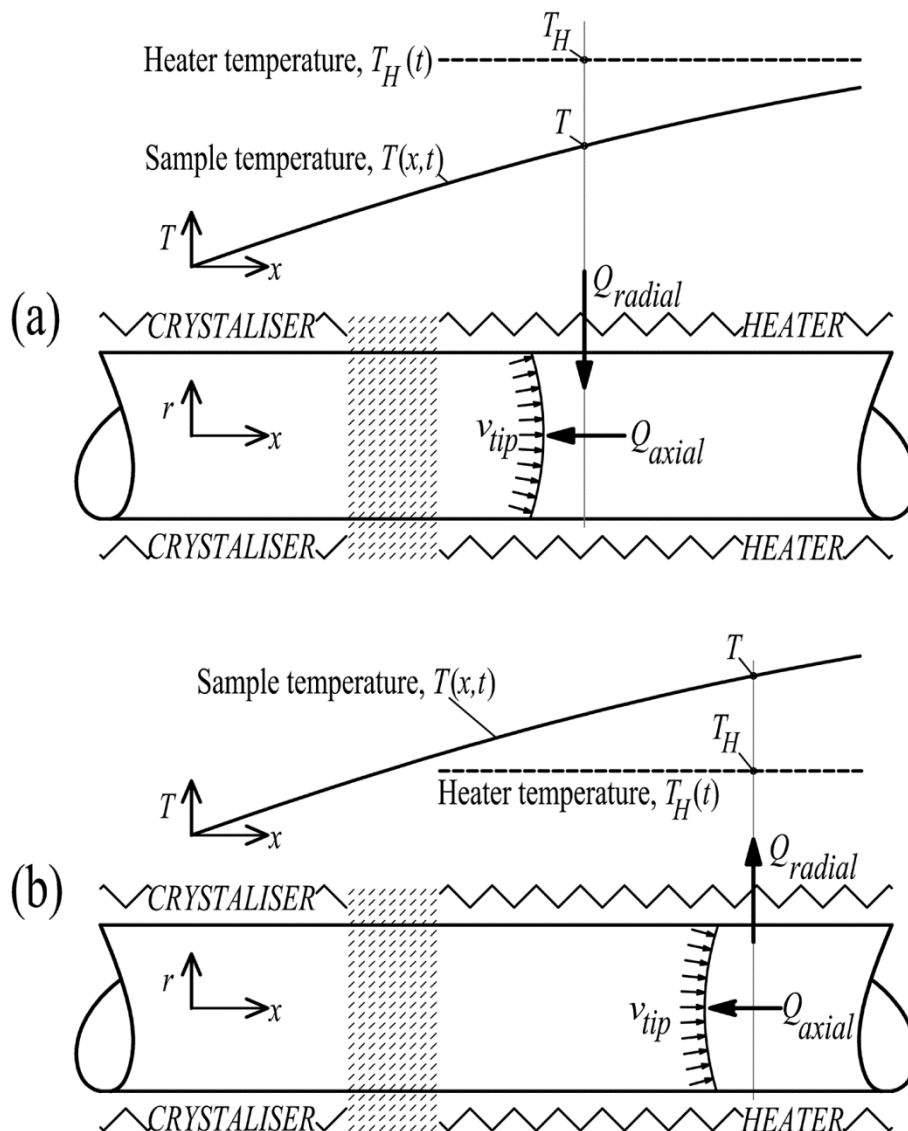 T_H
Heater temperature, T_H(t)
T
Sample temperature, T(x,t)
T
x
Q_radial
(a)
CRYSTALISER HEATER
r
x
v_tip
Q_axial
CRYSTALISER HEATER
T
Sample temperature, T(x,t)
T_H
T
x
Heater temperature, T_H(t)
Q_radial
(b)
CRYSTALISER
r
x
v_tip
Q_axial
CRYSTALISER HEATER